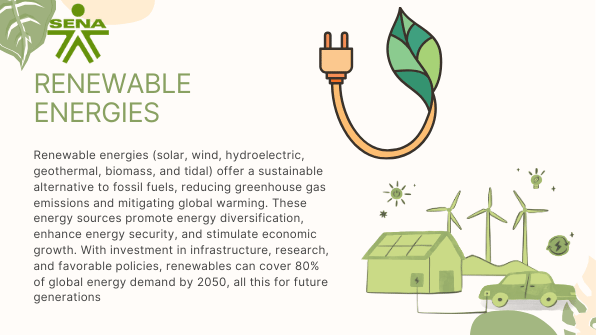 SENA
RENEWABLE
ENERGIES
Renewable energies (solar, wind, hydroelectric,
geothermal, biomass, and tidal) offer a sustainable
alternative to fossil fuels, reducing greenhouse gas
emissions and mitigating global warming. These
energy sources promote energy diversification,
enhance energy security, and stimulate economic
growth. With investment in infrastructure, research,
and favorable policies, renewables can cover 80%
of global energy demand by 2050, all this for future
generations